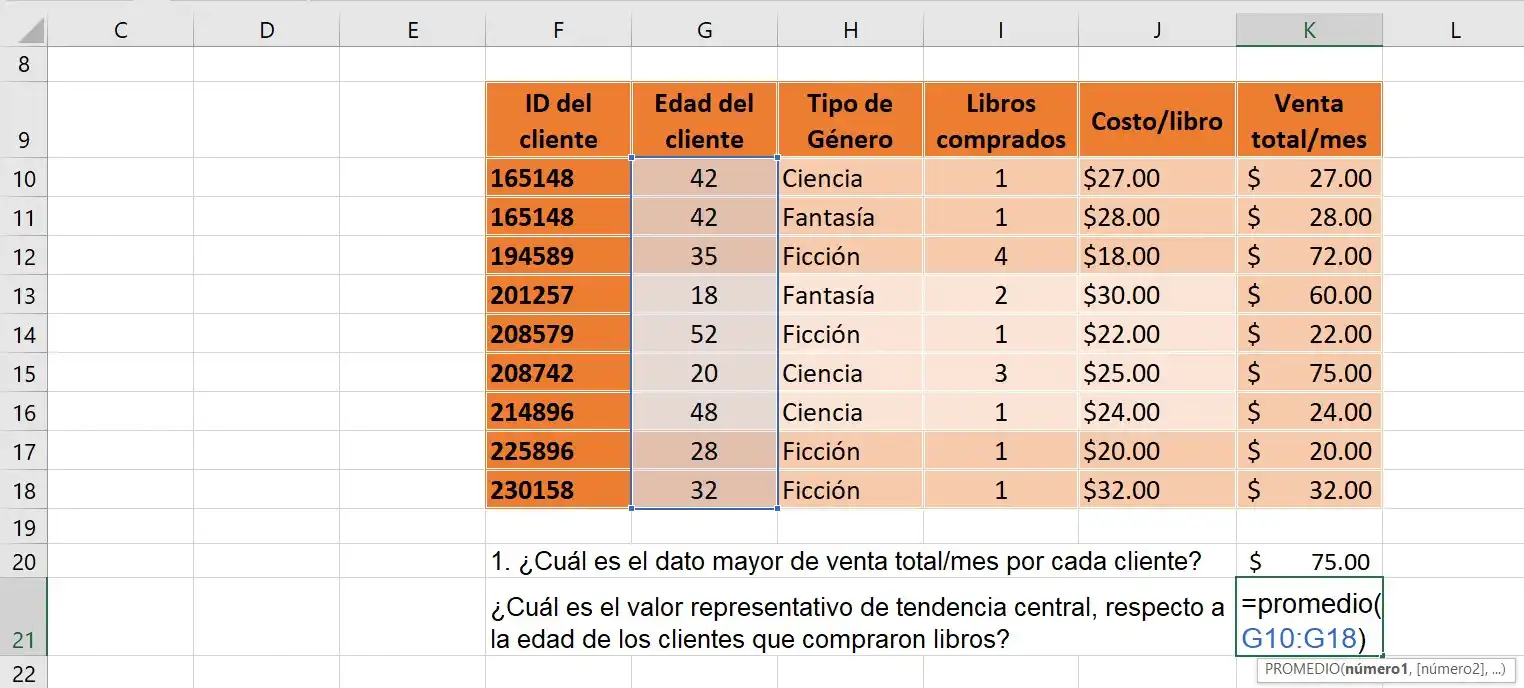 C D E F G H I J K L
8
9 ID del cliente Edad del cliente Tipo de Género Libros comprados Costo/libro Venta total/mes
10 165148 42 Ciencia 1 $27.00 $ 27.00
11 165148 42 Fantasía 1 $28.00 $ 28.00
12 194589 35 Ficción 4 $18.00 $ 72.00
13 201257 18 Fantasía 2 $30.00 $ 60.00
14 208579 52 Ficción 1 $22.00 $ 22.00
15 208742 20 Ciencia 3 $25.00 $ 75.00
16 214896 48 Ciencia 1 $24.00 $ 24.00
17 225896 28 Ficción 1 $20.00 $ 20.00
18 230158 32 Ficción 1 $32.00 $ 32.00
19
20 1. ¿Cuál es el dato mayor de venta total/mes por cada cliente? $ 75.00
¿Cuál es el valor representativo de tendencia central, respecto a =promedio(
21 la edad de los clientes que compraron libros? G10:G18)
22 PROMEDIO(número1, [número2], ...)